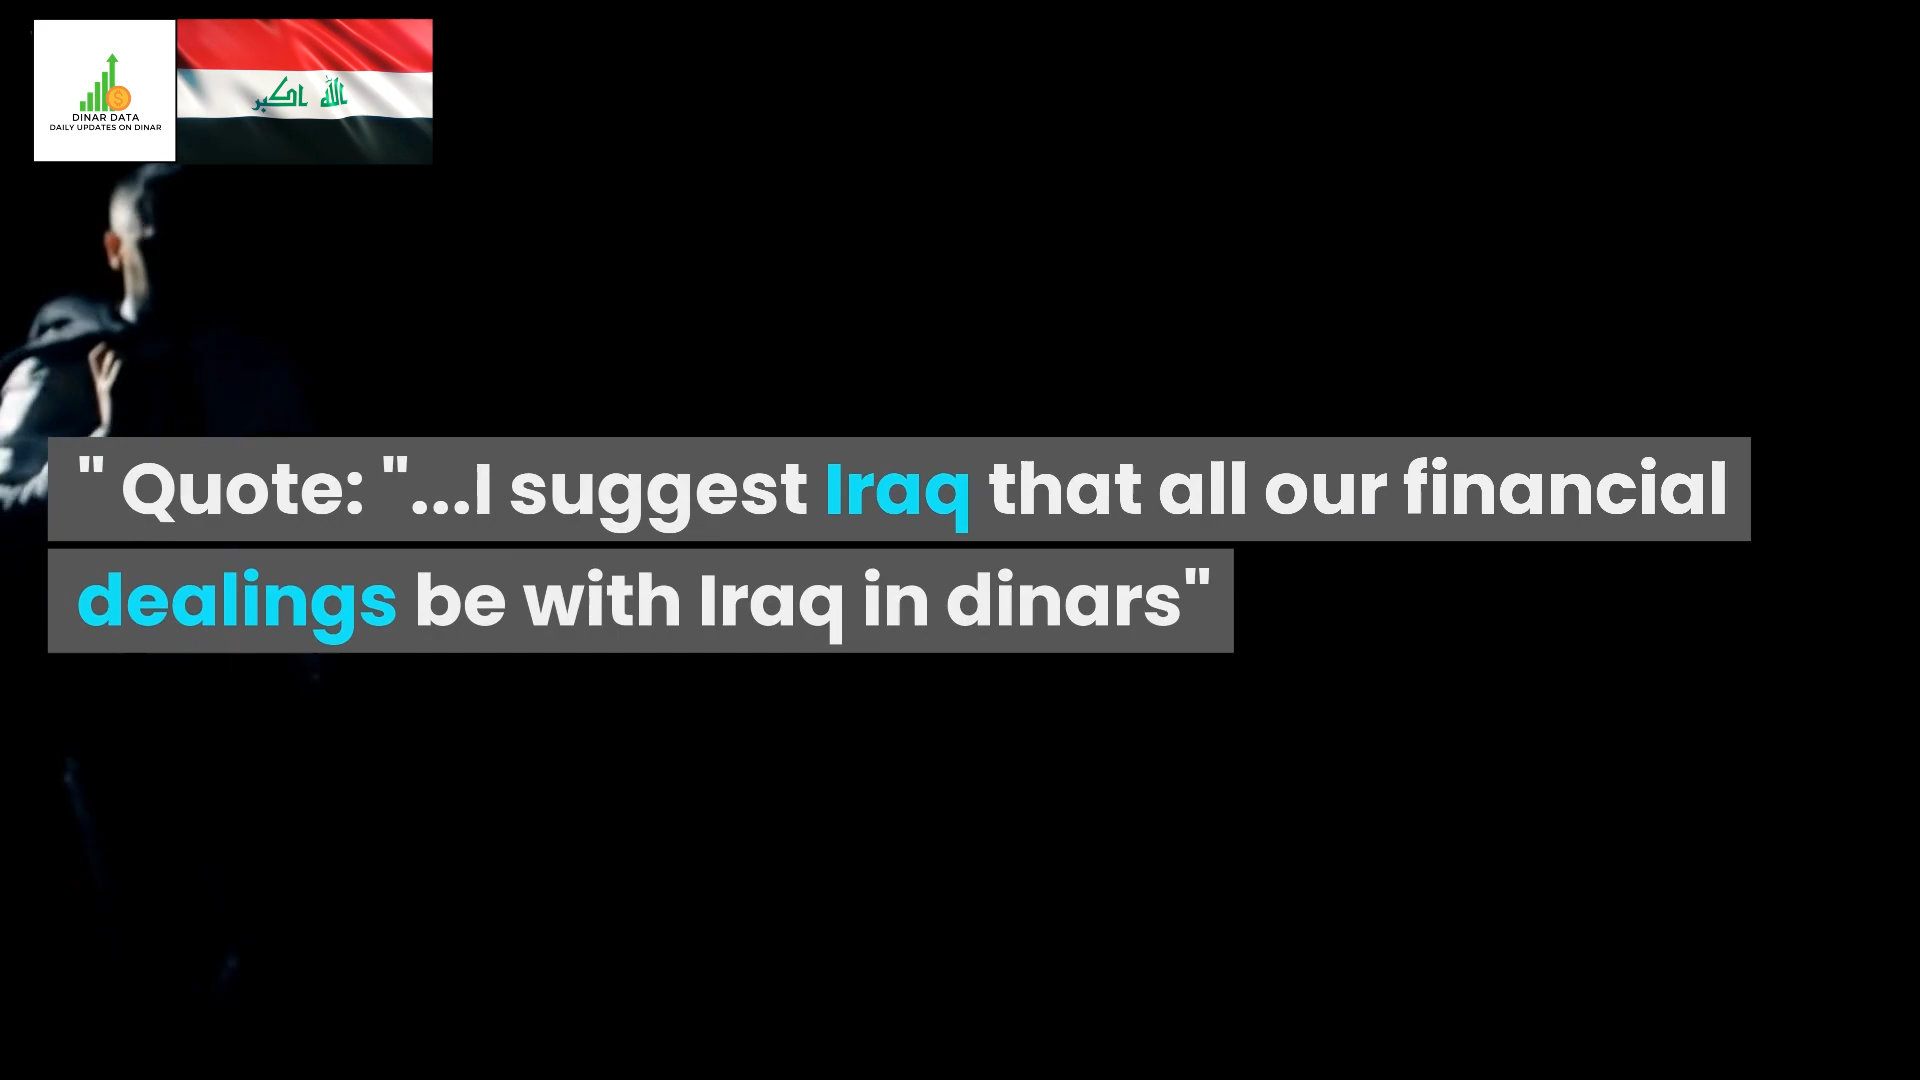 DINAR DATA
DAILY UPDATES ON DINAR
الله اكبر
" Quote: "...I suggest Iraq that all our financial
dealings be with Iraq in dinars"